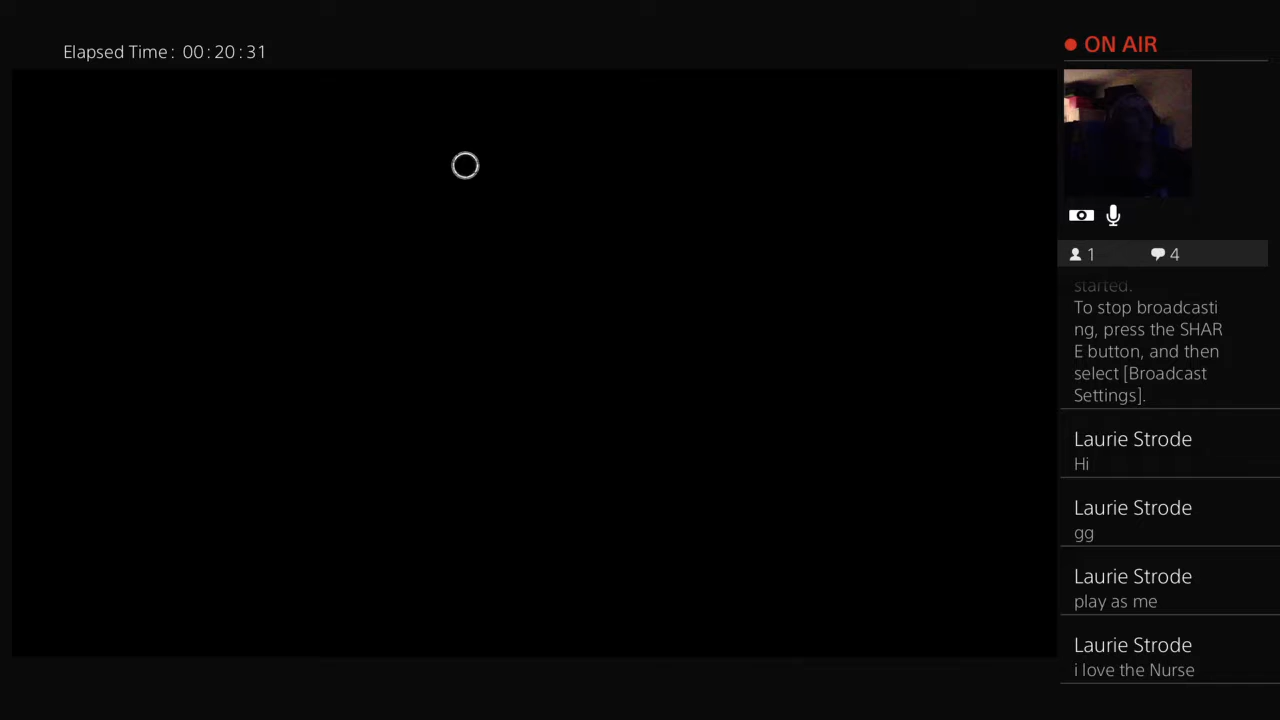 Elapsed Time: 00:20:31
ON AIR
1 4
started.
To stop broadcasti
ng, press the SHAR
E button, and then
select [Broadcast
Settings].
Laurie Strode
Hi
Laurie Strode
gg
Laurie Strode
play as me
Laurie Strode
i love the Nurse